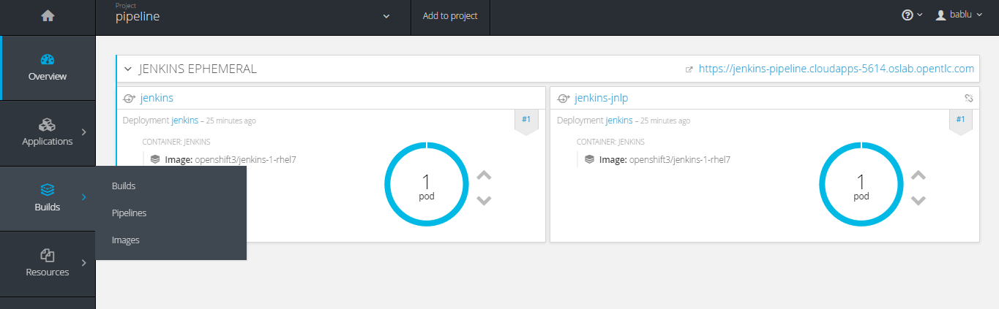 Project
pipeline
Add to project
bablu
Overview
Applications
Builds
Resources
Builds
Pipelines
Images
JENKINS EPHEMERAL
https://jenkins-pipeline.cloudapps-5614.oslab.opentlc.com
jenkins
Deployment jenkins – 25 minutes ago
#1
CONTAINER: JENKINS
Image: openshift3/jenkins-1-rhel7
1
pod
jenkins-jnlp
Deployment jenkins – 25 minutes ago
#1
CONTAINER: JENKINS
Image: openshift3/jenkins-1-rhel7
1
pod